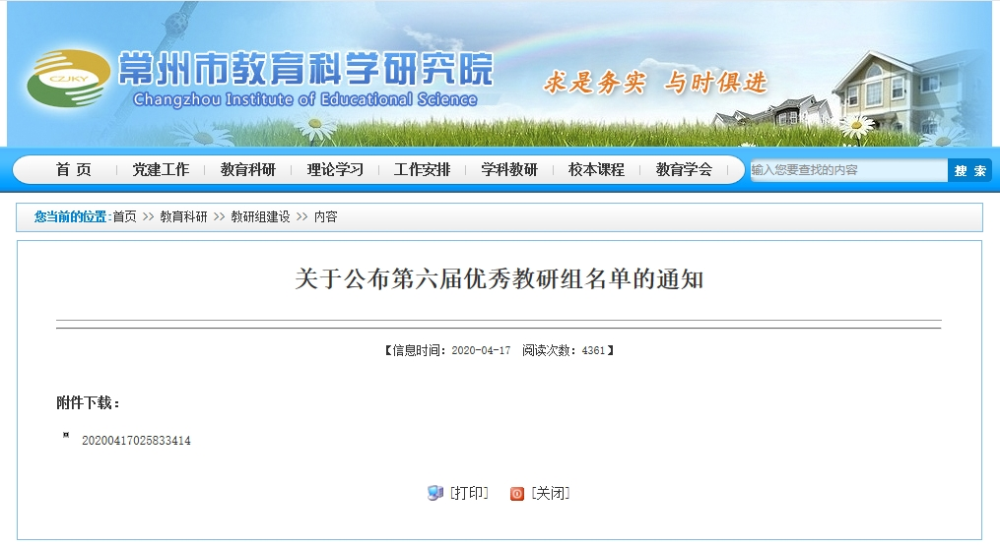 CZJKY
常州市教育科学研究院
Changzhou Institute of Educational Science
求是务实 与时俱进
首 页 党建工作 教育科研 理论学习 工作安排 学科教研 校本课程 教育学会 输入您要查找的内容 搜 索
您当前的位置:首页 >> 教育科研 >> 教研组建设 >> 内容
关于公布第六届优秀教研组名单的通知
【信息时间：2020-04-17 阅读次数：4361】
附件下载：
20200417025833414
[打印] [关闭]